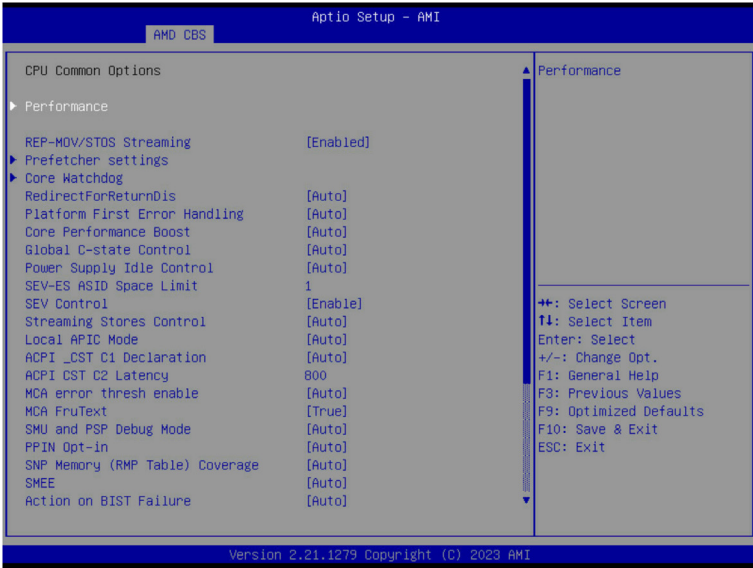 Aptio Setup - AMI
AMD CBS
CPU Common Options
Performance
REP-MOV/STOS Streaming [Enabled]
Prefetcher settings
Core Watchdog
RedirectForReturnDis [Auto]
Platform First Error Handling [Auto]
Core Performance Boost [Auto]
Global C-state Control [Auto]
Power Supply Idle Control [Auto]
SEV-ES ASID Space Limit 1
SEV Control [Enable]
Streaming Stores Control [Auto]
Local APIC Mode [Auto]
ACPI _CST C1 Declaration [Auto]
ACPI CST C2 Latency 800
MCA error thresh enable [Auto]
MCA FruText [True]
SMU and PSP Debug Mode [Auto]
PPIN Opt-in [Auto]
SNP Memory (RMP Table) Coverage [Auto]
SMEE [Auto]
Action on BIST Failure [Auto]
Performance
→←: Select Screen
↑↓: Select Item
Enter: Select
+/-: Change Opt.
F1: General Help
F3: Previous Values
F9: Optimized Defaults
F10: Save & Exit
ESC: Exit
Version 2.21.1279 Copyright (C) 2023 AMI